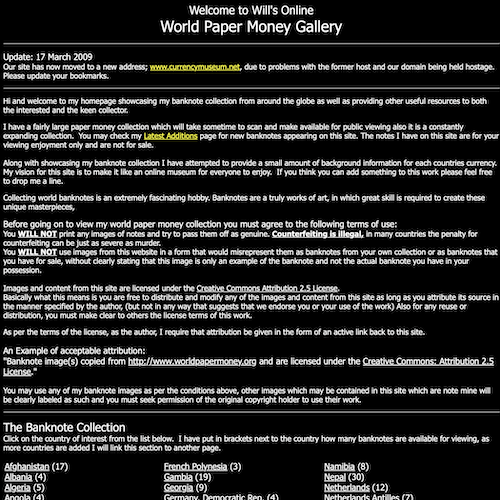 Welcome to Will's Online
World Paper Money Gallery
Update: 17 March 2009
Our site has now moved to a new address; www.currencymuseum.net, due to problems with the former host and our domain being held hostage.
Please update your bookmarks.
Hi and welcome to my homepage showcasing my banknote collection from around the globe as well as providing other useful resources to both
the interested and the keen collector.
I have a fairly large paper money collection which will take sometime to scan and make available for public viewing also it is a constantly
expanding collection.  You may check my Latest Additions page for new banknotes appearing on this site. The notes I have on this site are for your
viewing enjoyment only and are not for sale.
Along with showcasing my banknote collection I have attempted to provide a small amount of background information for each countries currency.
My vision for this site is to make it like an online museum for everyone to enjoy.  If you think you can add something to this work please feel free
to drop me a line.
Collecting world banknotes is an extremely fascinating hobby. Banknotes are a truly works of art, in which great skill is required to create these
unique masterpieces,
Before going on to view my world paper money collection you must agree to the following terms of use:
You WILL NOT print any images of notes and try to pass them off as genuine. Counterfeiting is illegal, in many countries the penalty for
counterfeiting can be just as severe as murder.
You WILL NOT use images from this website in a form that would misrepresent them as banknotes from your own collection or as banknotes that
you have for sale, without clearly stating that this image is only an example of the banknote and not the actual banknote you have in your
possession.
Images and content from this site are licensed under the Creative Commons Attribution 2.5 License.
Basically what this means is you are free to distribute and modify any of the images and content from this site as long as you attribute its source in
the manner specified by the author, (but not in any way that suggests that we endorse you or your use of the work) Also for any reuse or
distribution, you must make clear to others the license terms of this work.
As per the terms of the license, as the author, I require that attribution be given in the form of an active link back to this site.
An Example of acceptable attribution:
"Banknote image(s) copied from http://www.worldpapermoney.org and are licensed under the Creative Commons: Attribution 2.5
License."
You may use any of my banknote images as per the conditions above, other images which may be contained in this site which are note mine will
be clearly labeled as such and you must seek permission of the original copyright holder to use their work.
The Banknote Collection
Click on the country of interest from the list below.  I have put in brackets next to the country how many banknotes are available for viewing, as
more countries are added I will link this section to another page.
Afghanistan (17) French Polynesia (3) Namibia (8)
Albania (4) Gambia (19) Nepal (30)
Algeria (5) Georgia (9) Netherlands (12)
Angola (4) Germany, Democratic Rep. (4) Netherlands Antilles (7)